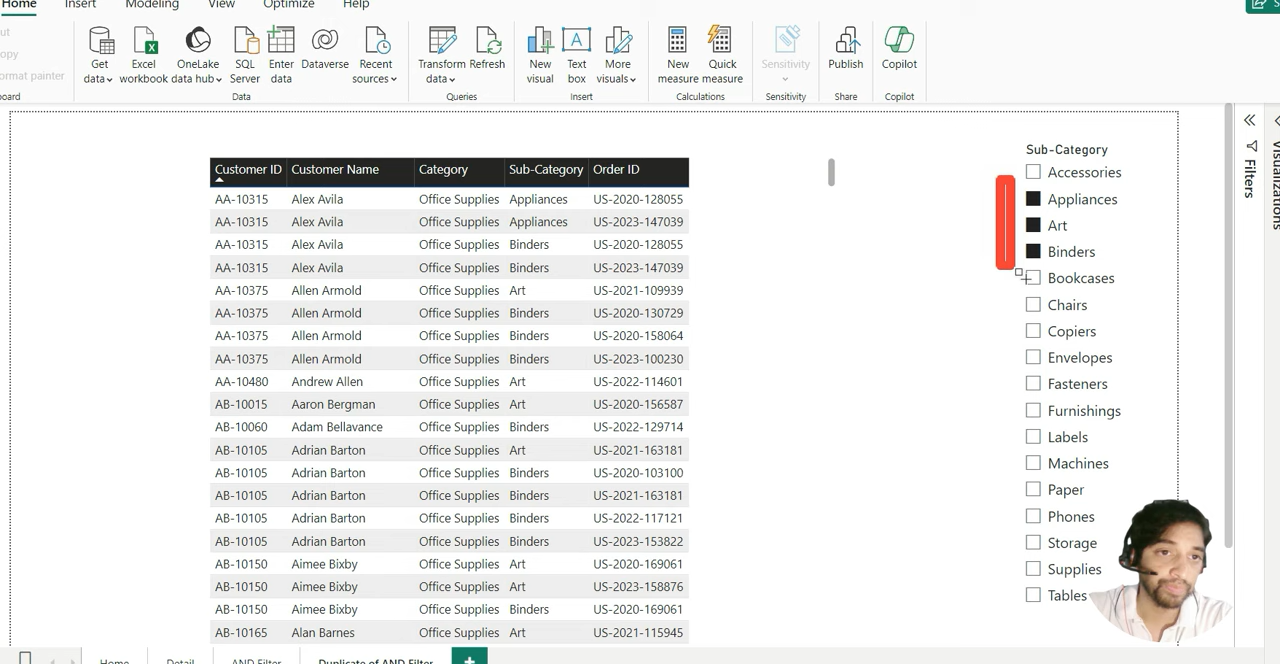 Home Insert Modeling View Optimize Help
ut
opy
ormat painter
board
Get data
Excel workbook
OneLake data hub
SQL Server
Enter data
Dataverse
Recent sources
Data
Transform data
Refresh
Queries
New visual
Text box
More visuals
Insert
New measure
Quick measure
Calculations
Sensitivity
Sensitivity
Publish
Share
Copilot
Copilot
Customer ID Customer Name Category Sub-Category Order ID
AA-10315 Alex Avila Office Supplies Appliances US-2020-128055
AA-10315 Alex Avila Office Supplies Appliances US-2023-147039
AA-10315 Alex Avila Office Supplies Binders US-2020-128055
AA-10315 Alex Avila Office Supplies Binders US-2023-147039
AA-10375 Allen Armold Office Supplies Art US-2021-109939
AA-10375 Allen Armold Office Supplies Binders US-2020-130729
AA-10375 Allen Armold Office Supplies Binders US-2020-158064
AA-10375 Allen Armold Office Supplies Binders US-2023-100230
AA-10480 Andrew Allen Office Supplies Art US-2022-114601
AB-10015 Aaron Bergman Office Supplies Art US-2020-156587
AB-10060 Adam Bellavance Office Supplies Binders US-2022-129714
AB-10105 Adrian Barton Office Supplies Art US-2021-163181
AB-10105 Adrian Barton Office Supplies Binders US-2020-103100
AB-10105 Adrian Barton Office Supplies Binders US-2021-163181
AB-10105 Adrian Barton Office Supplies Binders US-2022-117121
AB-10105 Adrian Barton Office Supplies Binders US-2023-153822
AB-10150 Aimee Bixby Office Supplies Art US-2020-169061
AB-10150 Aimee Bixby Office Supplies Art US-2023-158876
AB-10150 Aimee Bixby Office Supplies Binders US-2020-169061
AB-10165 Alan Barnes Office Supplies Art US-2021-115945
Sub-Category
Accessories
Appliances
Art
Binders
Bookcases
Chairs
Copiers
Envelopes
Fasteners
Furnishings
Labels
Machines
Paper
Phones
Storage
Supplies
Tables
Filters
Visualizations
Home Detail AND Filter Duplicate of AND Filter